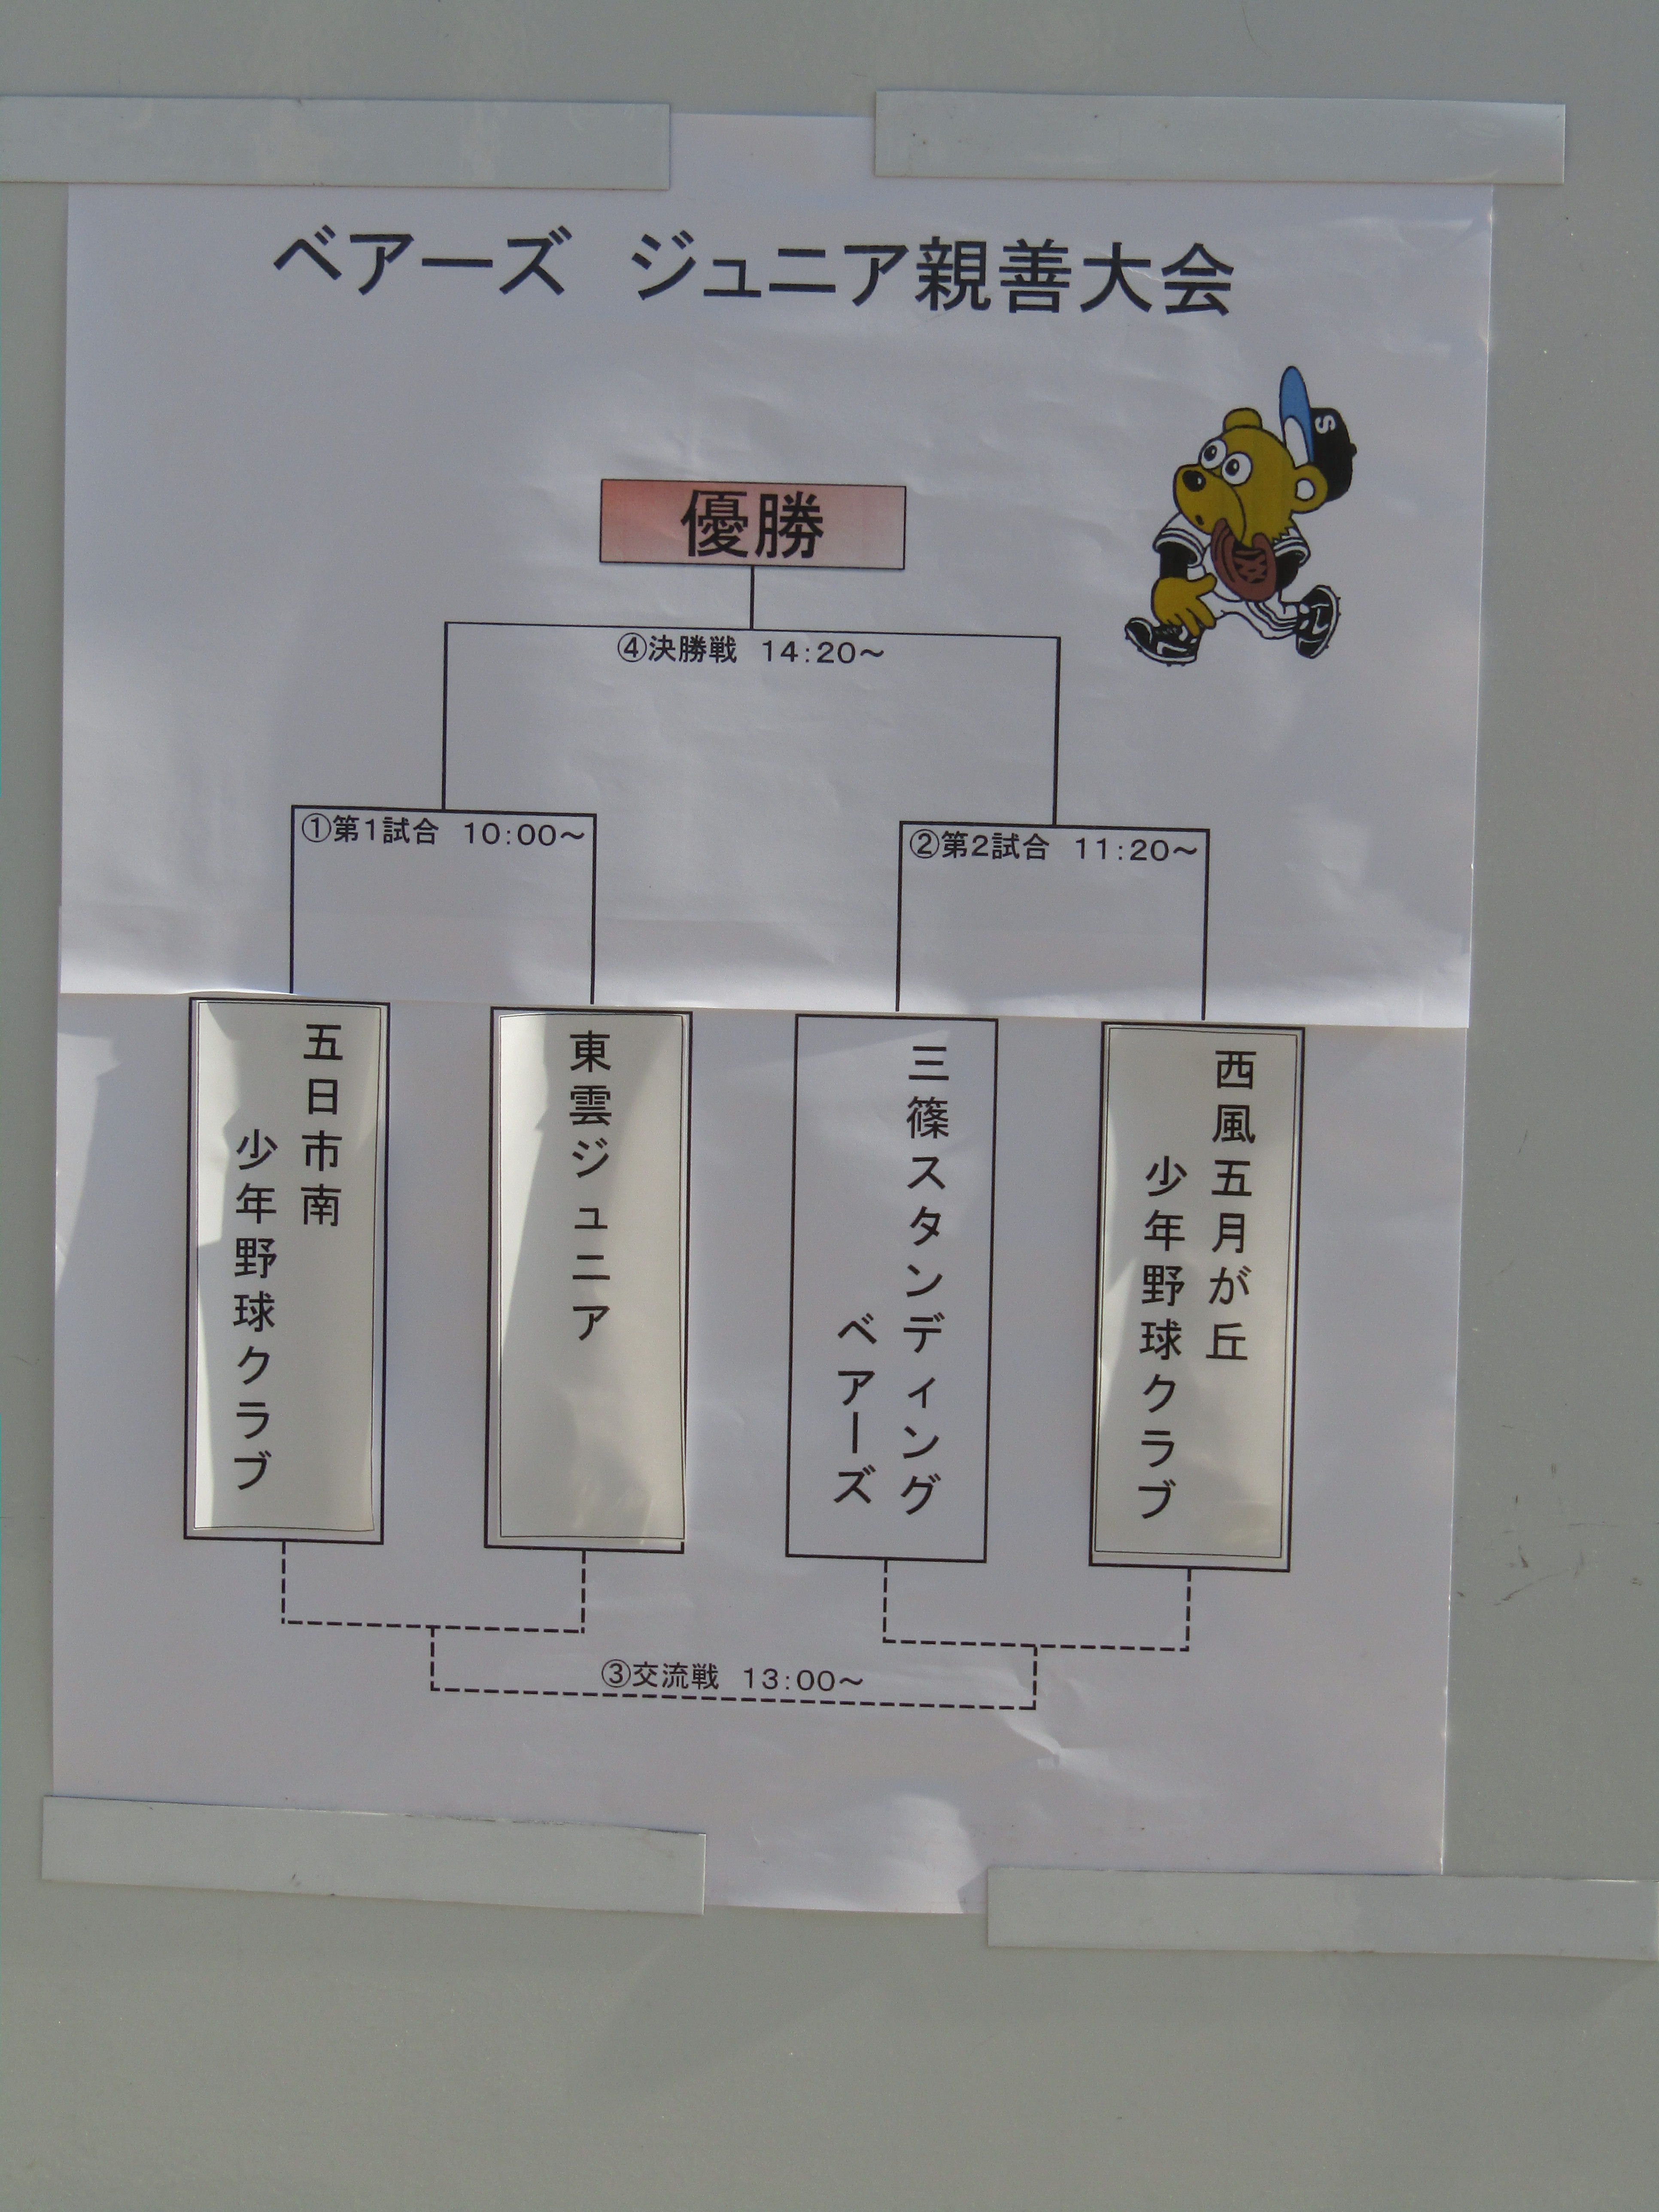 ベアーズ ジュニア親善大会
S
優勝
④決勝戦 14:20～
①第1試合 10:00～
②第2試合 11:20～
五日市南
少年野球クラブ
東雲ジュニア
三篠スタンディング
ベアーズ
西風五月が丘
少年野球クラブ
③交流戦 13:00～